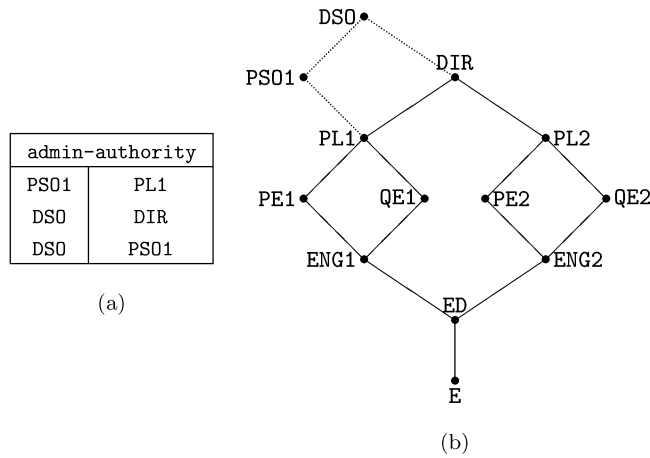 admin-authority
PSO1 PL1
DSO DIR
DSO PSO1
(a)
DSO
PSO1
DIR
PL1
PL2
PE1
QE1
PE2
QE2
ENG1
ENG2
ED
E
(b)